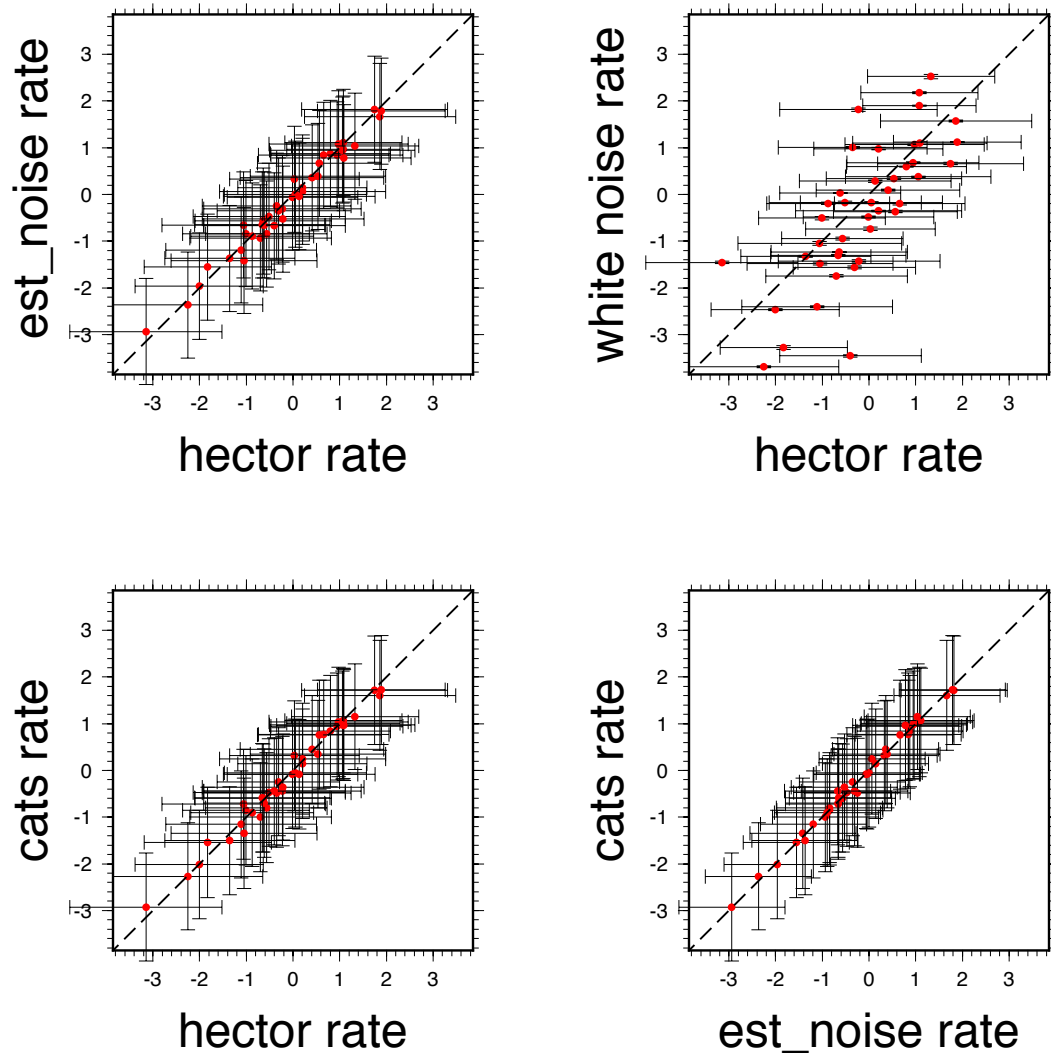 est_noise rate
3
2
1
0
-1
-2
-3
-3 -2 -1 0 1 2 3
hector rate
white noise rate
3
2
1
0
-1
-2
-3
-3 -2 -1 0 1 2 3
hector rate
cats rate
3
2
1
0
-1
-2
-3
-3 -2 -1 0 1 2 3
hector rate
cats rate
3
2
1
0
-1
-2
-3
-3 -2 -1 0 1 2 3
est_noise rate